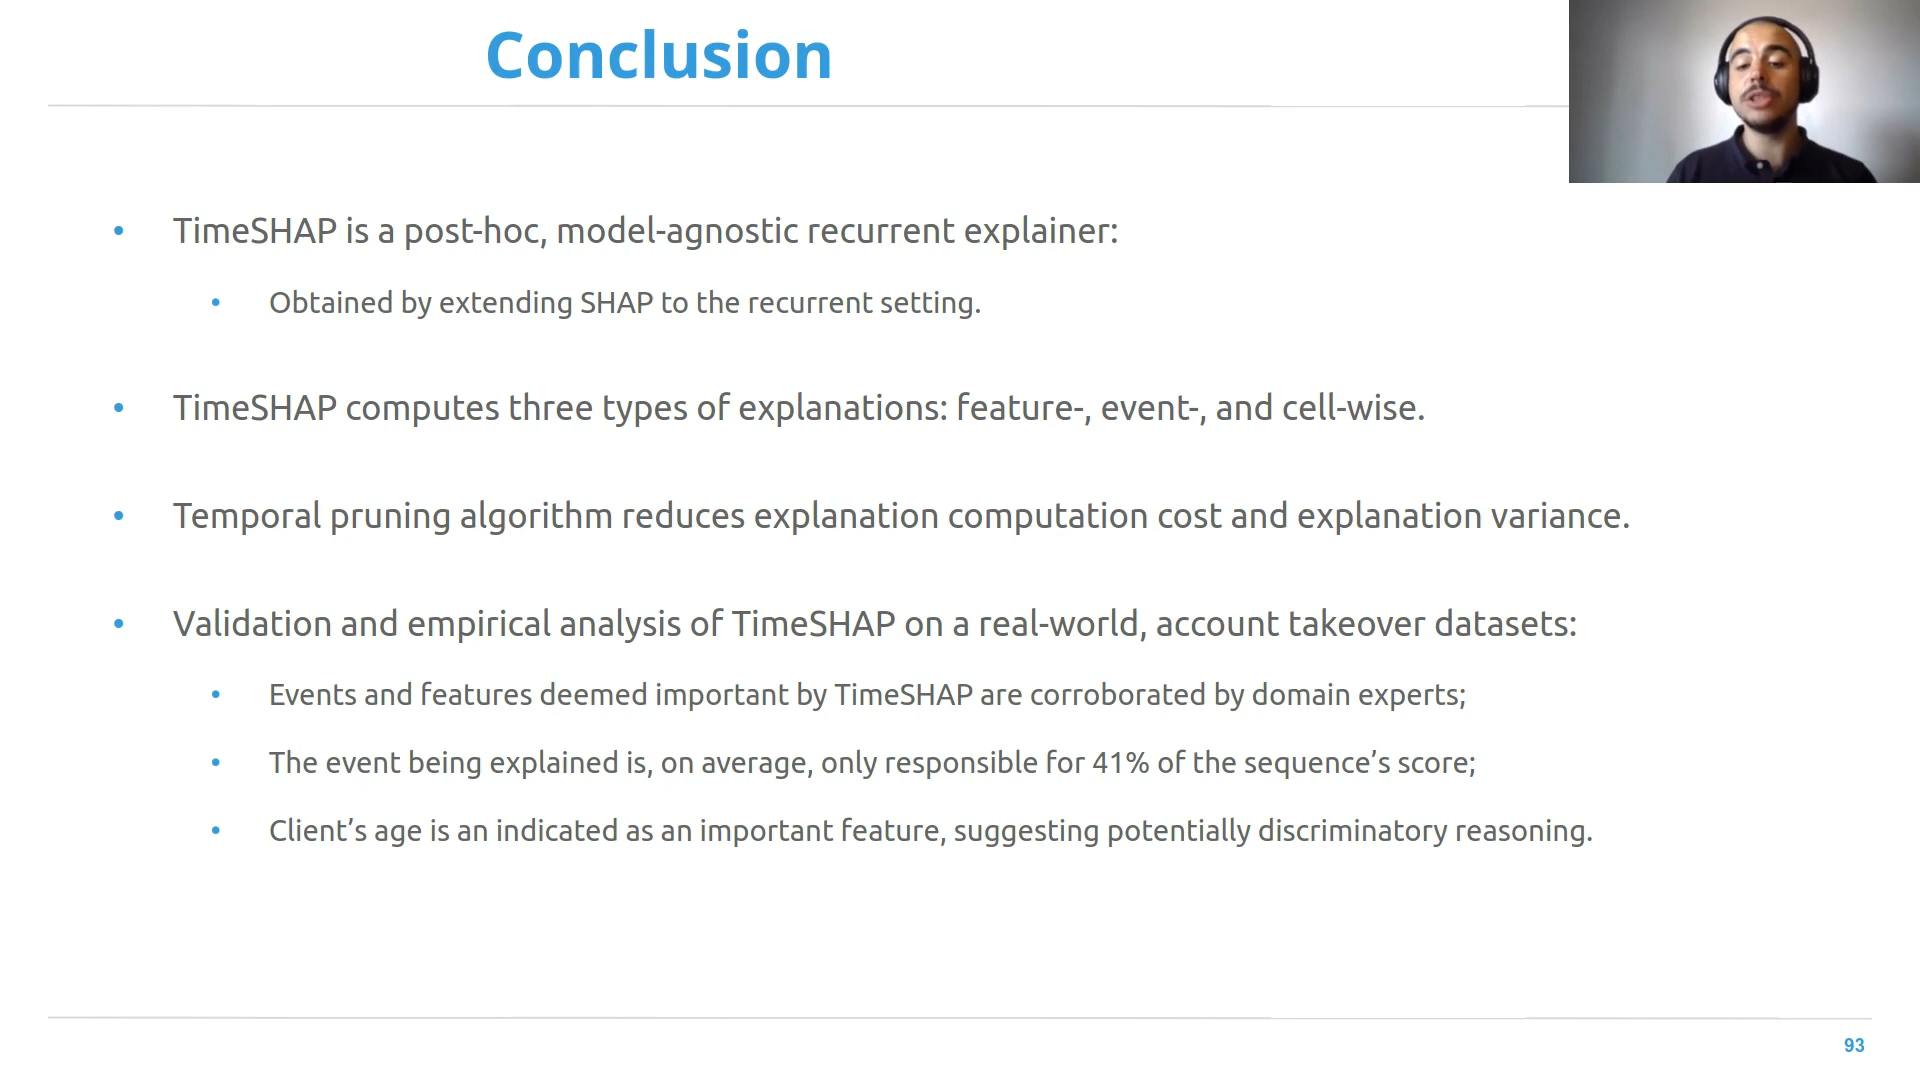 Conclusion
• TimeSHAP is a post-hoc, model-agnostic recurrent explainer:
• Obtained by extending SHAP to the recurrent setting.
• TimeSHAP computes three types of explanations: feature-, event-, and cell-wise.
• Temporal pruning algorithm reduces explanation computation cost and explanation variance.
• Validation and empirical analysis of TimeSHAP on a real-world, account takeover datasets:
• Events and features deemed important by TimeSHAP are corroborated by domain experts;
• The event being explained is, on average, only responsible for 41% of the sequence’s score;
• Client’s age is an indicated as an important feature, suggesting potentially discriminatory reasoning.
93